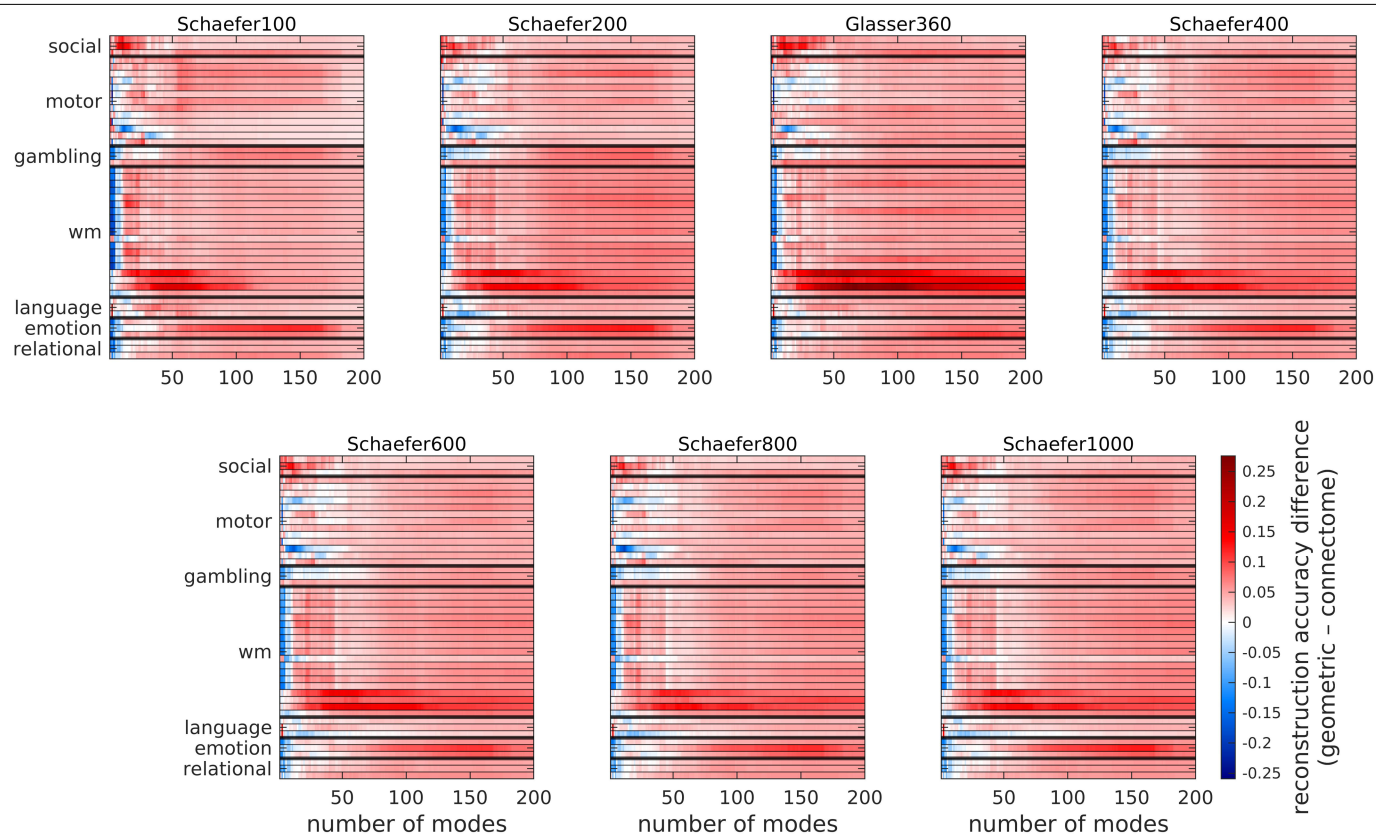 Schaefer100 Schaefer200 Glasser360 Schaefer400
social
motor
gambling
wm
language
emotion
relational
50 100 150 200 50 100 150 200 50 100 150 200 50 100 150 200
Schaefer600 Schaefer800 Schaefer1000
social
motor
gambling
wm
language
emotion
relational
50 100 150 200 50 100 150 200 50 100 150 200
number of modes number of modes number of modes
0.25
0.2
0.15
0.1
0.05
0
-0.05
-0.1
-0.15
-0.2
-0.25
reconstruction accuracy difference
(geometric – connectome)